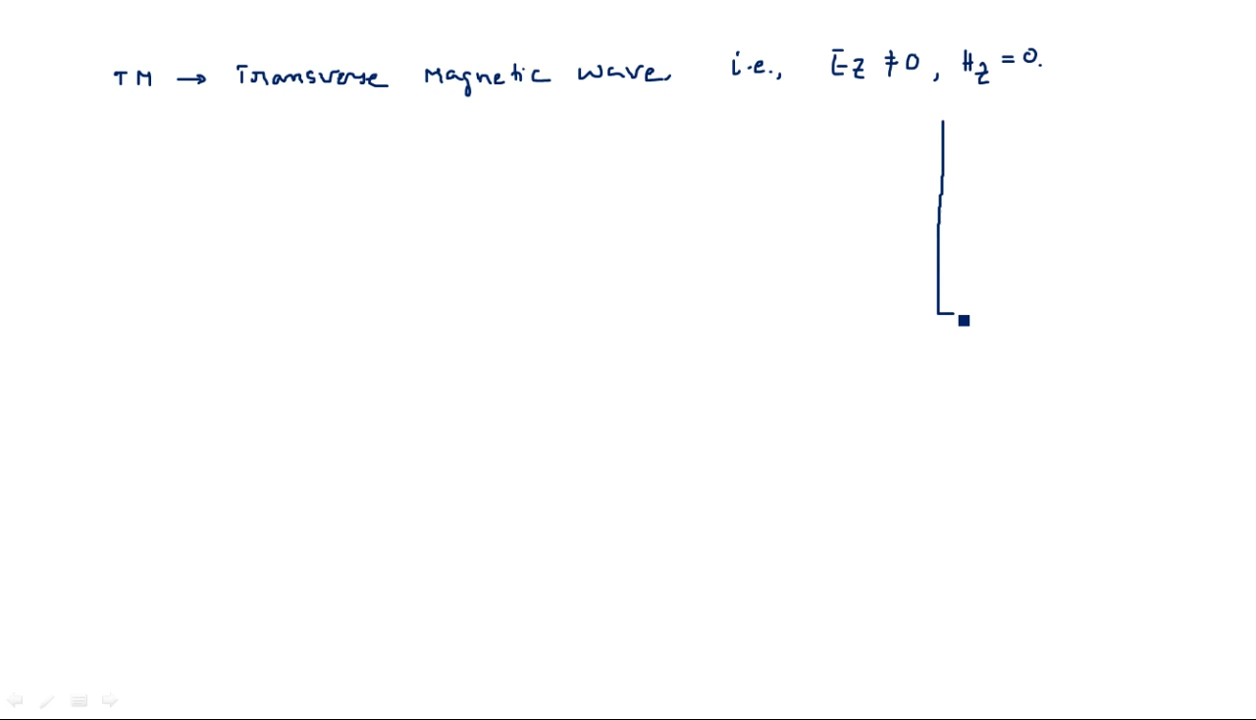 TM → Transverse Magnetic wave. i.e., Ez ≠ 0, Hz = 0.